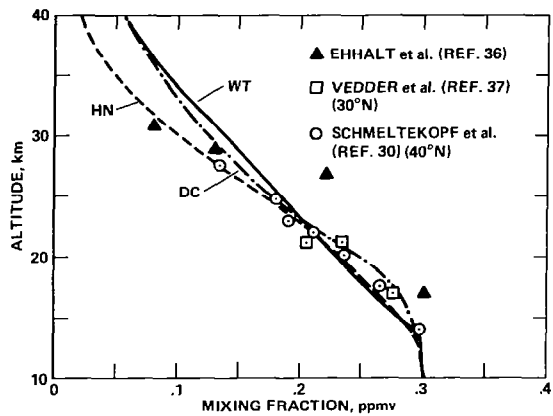 40
30
20
10
ALTITUDE, km
0
.1
.2
.3
0.4
MIXING FRACTION, ppmv
WT
HN
DC
▲ EHHALT et al. (REF. 36)
VEDDER et al. (REF. 37)
(30°N)
SCHMELTEKOPF et al.
(REF. 30) (40°N)